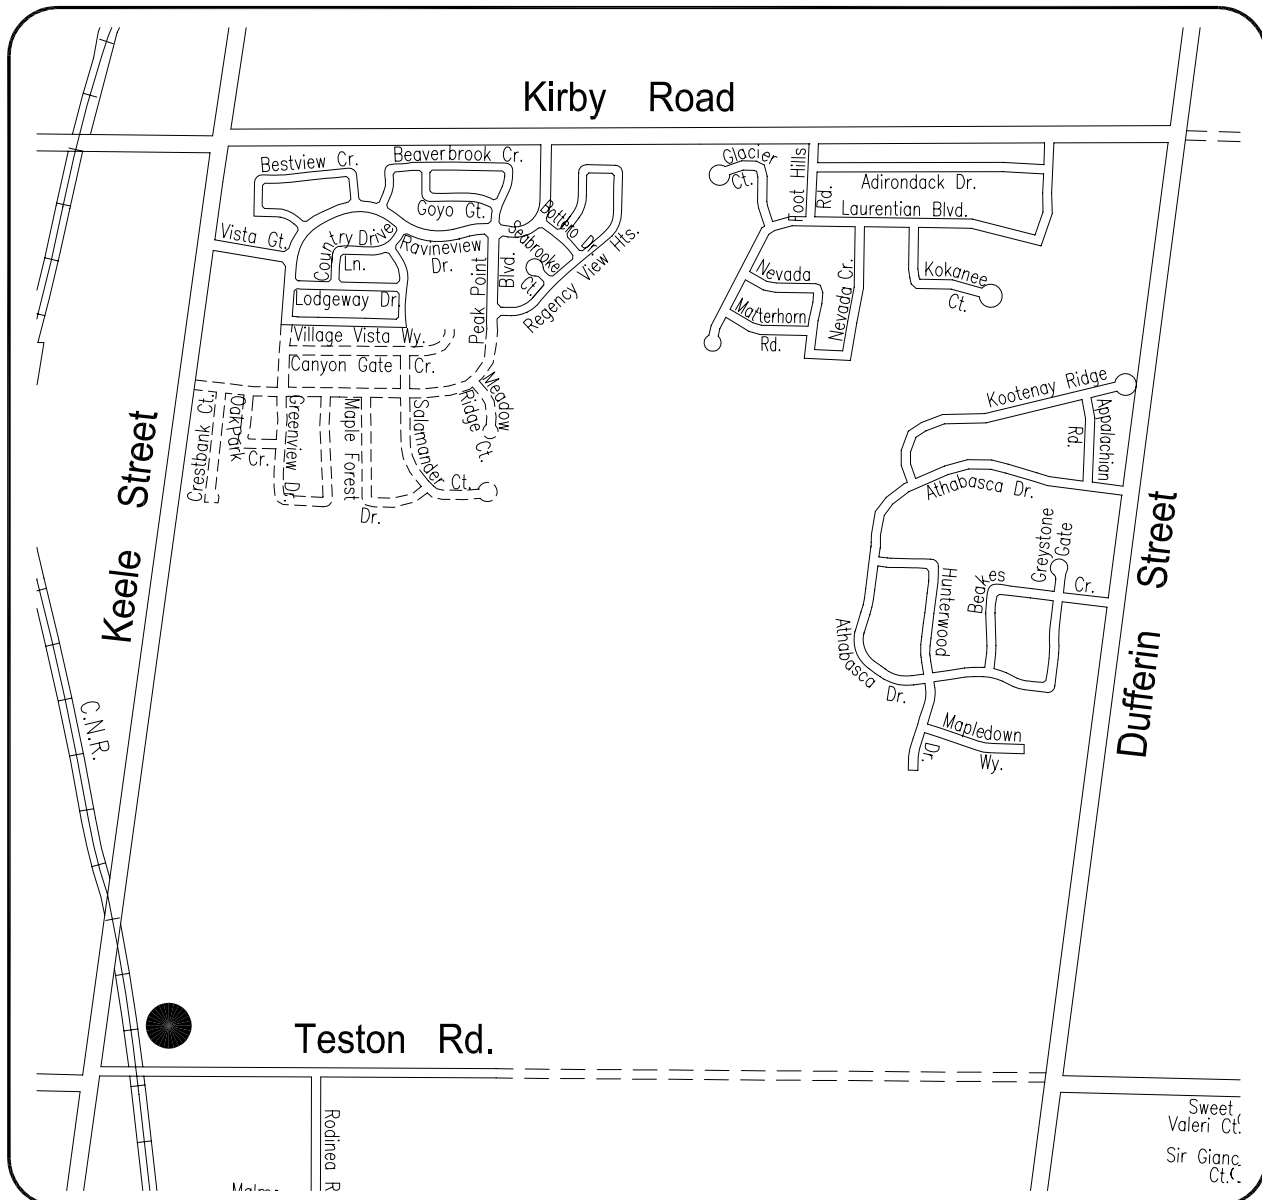 Kirby Road
Bestview Cr.
Beaverbrook Cr.
Glacier
Ct.
Foot Hills
Rd.
Adirondack Dr.
Laurentian Blvd.
Goyo Gt.
Bottero Dr.
Seabrooke
Ct.
Vista Gt.
Country Drive
Ln.
Ravineview
Dr.
Peak Point
Blvd.
Regency View Hts.
Nevada
Nevada Cr.
Kokanee
Ct.
Lodgeway Dr.
Matterhorn
Rd.
Village Vista Wy.
Canyon Gate Cr.
Meadow
Ridge Ct.
Kootenay Ridge
Appalachian
Rd.
Crestbank Ct.
OakPark
Cr.
Greenview Dr.
Maple Forest
Dr.
Salamander Ct.
Athabasca Dr.
Keele Street
Greystone
Gate
Dufferin Street
Hunterwood
Dr.
Beakes
Cr.
Athabasca Dr.
Mapledown
Wy.
C.N.R.
Teston Rd.
Rodinea R
Sweet
Valeri Ct.
Sir Gianc
Ct.